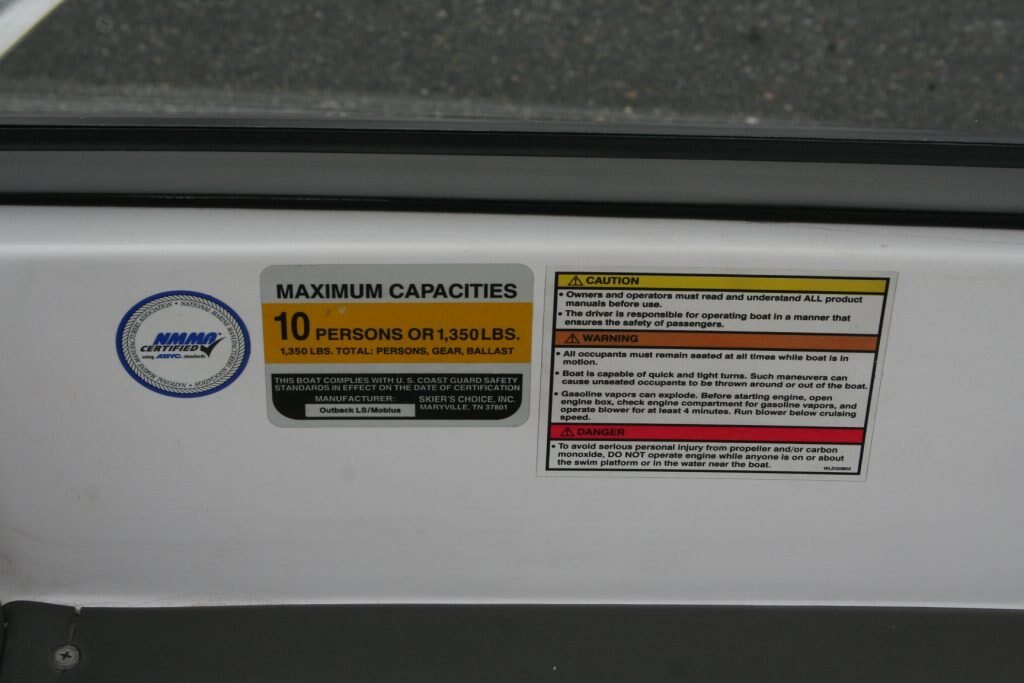 NATIONAL MARINE MANUFACTURERS ASSOCIATION
NMMA
CERTIFIED
using ABYC standards
MAXIMUM CAPACITIES
10 PERSONS OR 1,350 LBS.
1,350 LBS. TOTAL: PERSONS, GEAR, BALLAST
THIS BOAT COMPLIES WITH U. S. COAST GUARD SAFETY
STANDARDS IN EFFECT ON THE DATE OF CERTIFICATION
MANUFACTURER: SKIER'S CHOICE, INC.
Outback LS/Mobius MARYVILLE, TN 37801
CAUTION
• Owners and operators must read and understand ALL product
manuals before use.
• The driver is responsible for operating boat in a manner that
ensures the safety of passengers.
WARNING
• All occupants must remain seated at all times while boat is in
motion.
• Boat is capable of quick and tight turns. Such maneuvers can
cause unseated occupants to be thrown around or out of the boat.
• Gasoline vapors can explode. Before starting engine, open
engine box, check engine compartment for gasoline vapors, and
operate blower for at least 4 minutes. Run blower below cruising
speed.
DANGER
• To avoid serious personal injury from propeller and/or carbon
monoxide, DO NOT operate engine while anyone is on or about
the swim platform or in the water near the boat.